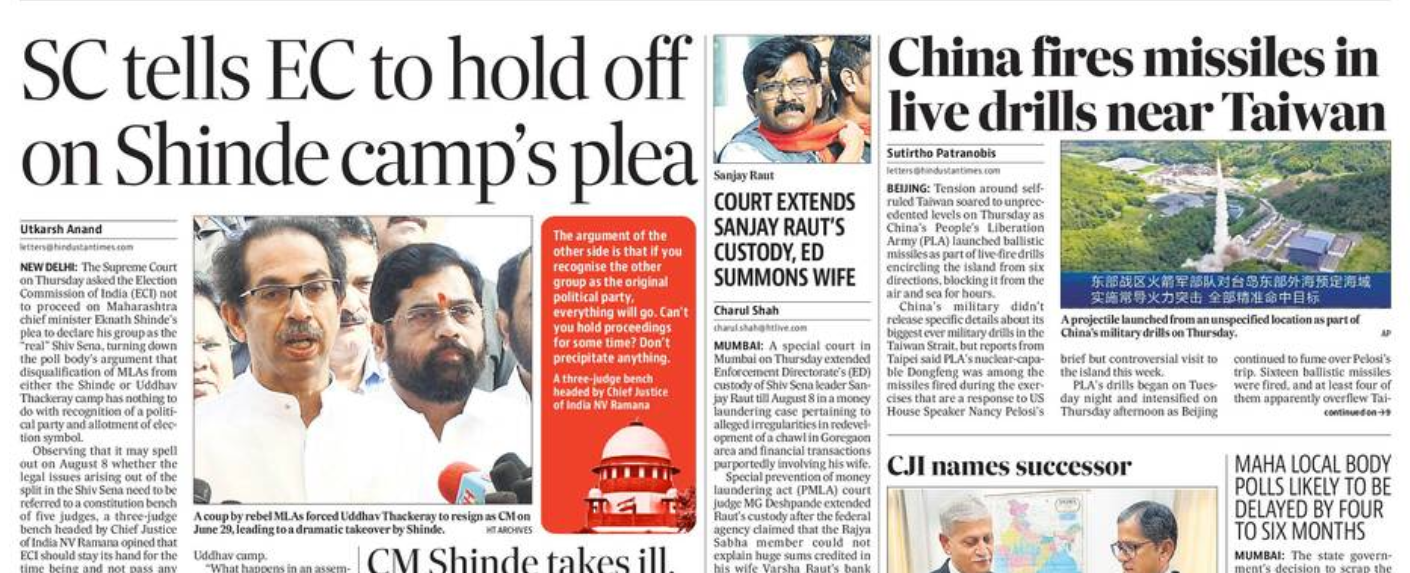 SC tells EC to hold off
on Shinde camp's plea
Utkarsh Anand
letters@hindustantimes.com
NEW DELHI: The Supreme Court
on Thursday asked the Election
Commission of India (ECI) not
to proceed on Maharashtra
chief minister Eknath Shinde's
plea to declare his group as the
"real" Shiv Sena, turning down
the poll body's argument that
disqualification of MLAs from
either the Shinde or Uddhav
Thackeray camp has nothing to
do with recognition of a politi-
cal party and allotment of elec-
tion symbol.
Observing that it may spell
out on August 8 whether the
legal issues arising out of the
split in the Shiv Sena need to be
referred to a constitution bench
of five judges, a three-judge
bench headed by Chief Justice
of India NV Ramana opined that
ECI should stay its hand for the
time being and not pass any
A coup by rebel MLAs forced Uddhav Thackeray to resign as CM on
June 29, leading to a dramatic takeover by Shinde.
HT ARCHIVES
Uddhav camp.
"What happens in an assem-
The argument of the
other side is that if you
recognise the other
group as the original
political party,
everything will go. Can't
you hold proceedings
for some time? Don't
precipitate anything.
A three-judge bench
headed by Chief Justice
of India NV Ramana
CM Shinde takes ill,
Sanjay Raut
COURT EXTENDS
SANJAY RAUT'S
CUSTODY, ED
SUMMONS WIFE
Charul Shah
charul.shah@htlive.com
MUMBAI: A special court in
Mumbai on Thursday extended
Enforcement Directorate's (ED)
custody of Shiv Sena leader San-
jay Raut till August 8 in a money
laundering case pertaining to
alleged irregularities in redevel-
opment of a chawl in Goregaon
area and financial transactions
purportedly involving his wife.
Special prevention of money
laundering act (PMLA) court
judge MG Deshpande extended
Raut's custody after the federal
agency claimed that the Rajya
Sabha member could not
explain huge sums credited in
his wife Varsha Raut's bank
China fires missiles in
live drills near Taiwan
Sutirtho Patranobis
letters@hindustantimes.com
BEIJING: Tension around self-
ruled Taiwan soared to unprec-
edented levels on Thursday as
China's People's Liberation
Army (PLA) launched ballistic
missiles as part of live-fire drills
encircling the island from six
directions, blocking it from the
air and sea for hours.
China's military didn't
release specific details about its
biggest ever military drills in the
Taiwan Strait, but reports from
Taipei said PLA's nuclear-capa-
ble Dongfeng was among the
missiles fired during the exer-
cises that are a response to US
House Speaker Nancy Pelosi's
东部战区火箭军部队对台岛东部外海预定海域
实施常导火力突击 全部精准命中目标
A projectile launched from an unspecified location as part of
China's military drills on Thursday.
AP
brief but controversial visit to
the island this week.
PLA's drills began on Tues-
day night and intensified on
Thursday afternoon as Beijing
continued to fume over Pelosi's
trip. Sixteen ballistic missiles
were fired, and at least four of
them apparently overflew Tai-
continued on →9
CJI names successor
MAHA LOCAL BODY
POLLS LIKELY TO BE
DELAYED BY FOUR
TO SIX MONTHS
MUMBAI: The state govern-
ment's decision to scrap the